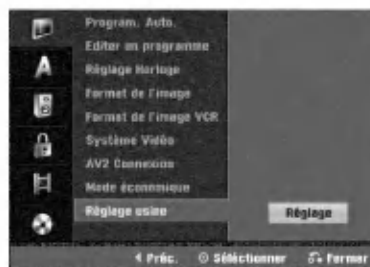 Program. Auto.
Editer un programme
Réglage Horloge
Format de l'image
Format de l'image VCR
Système Vidéo
AV2 Connexion
Mode économique
Réglage usine
Réglage
Préc. Sélectionner Fermer